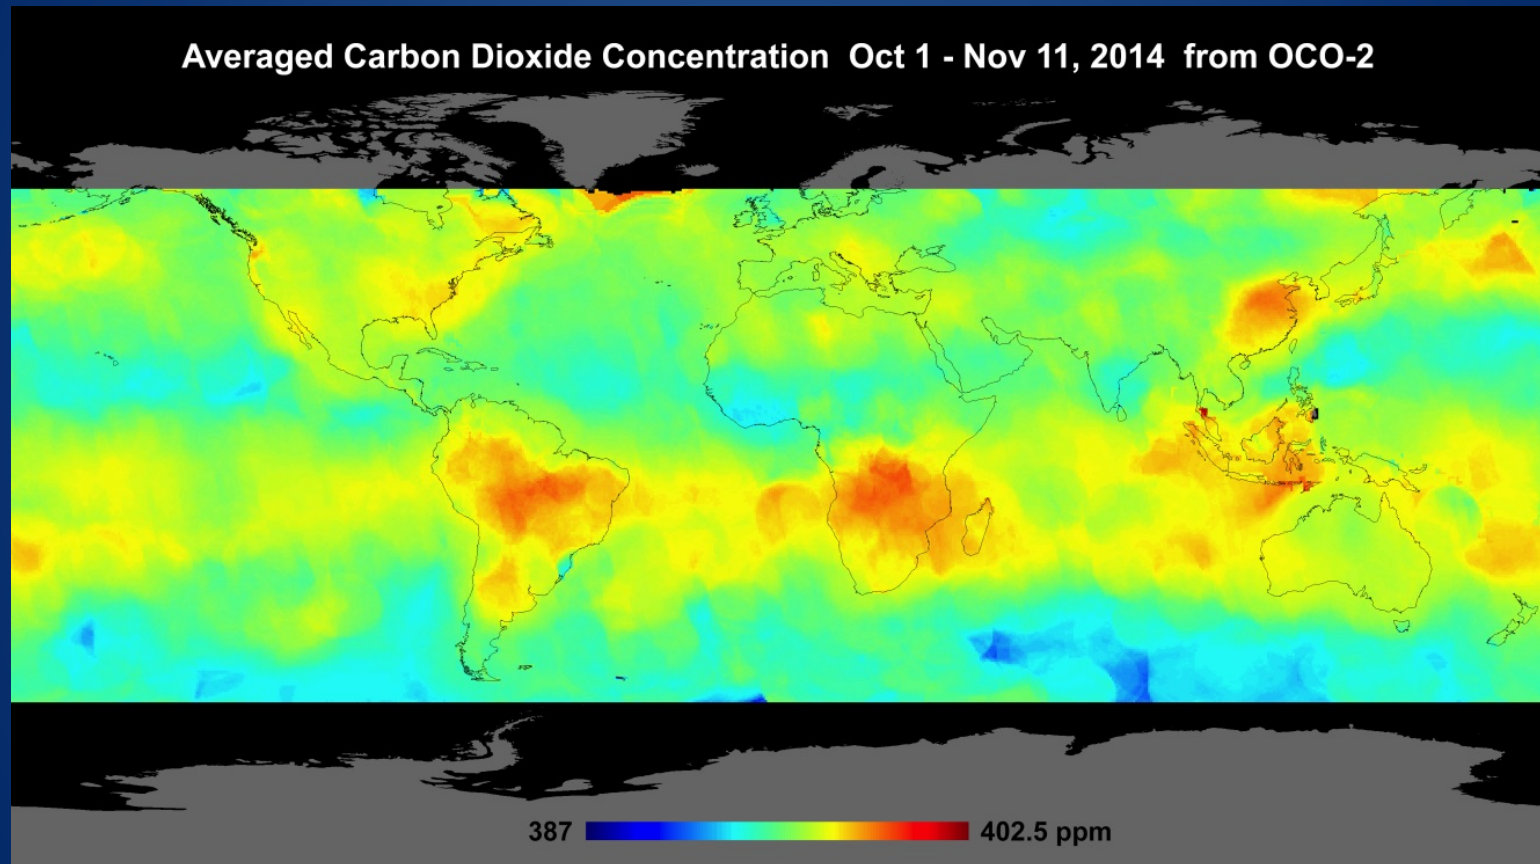 Averaged Carbon Dioxide Concentration Oct 1 - Nov 11, 2014 from OCO-2
387 402.5 ppm